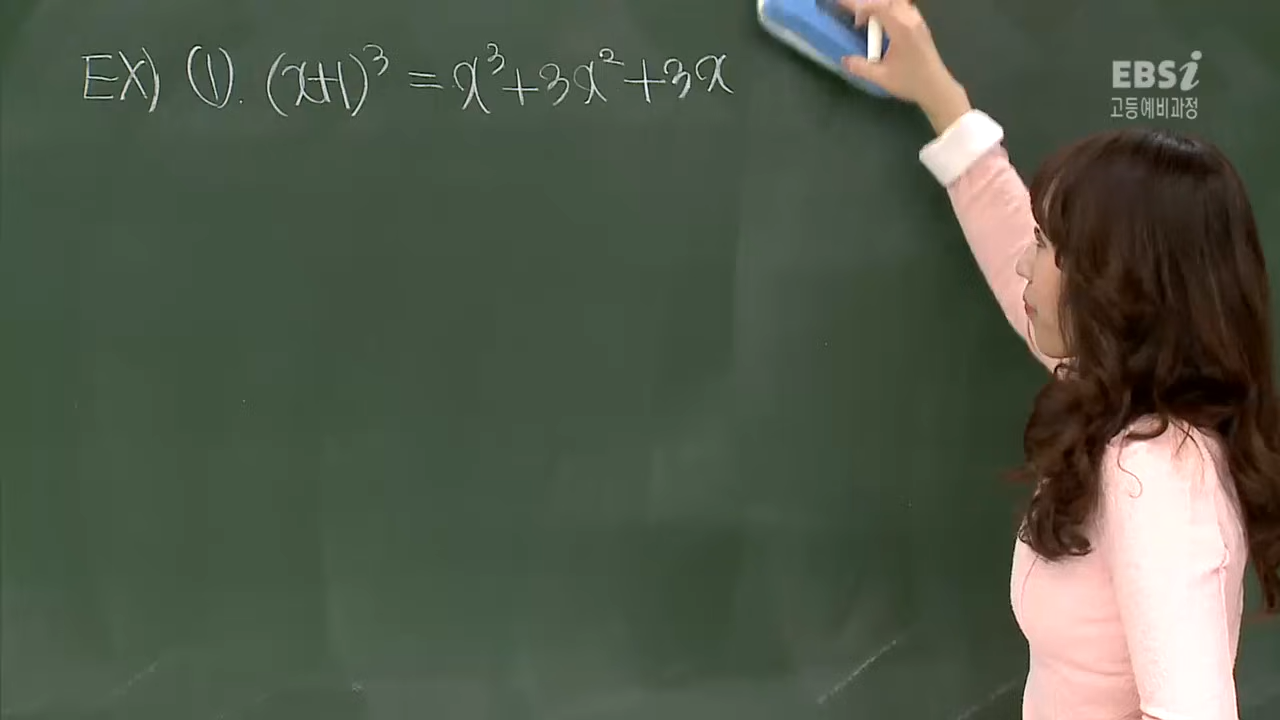 EX) (1). (x+1)³ = x³+3x²+3x
EBSi
고등예비과정